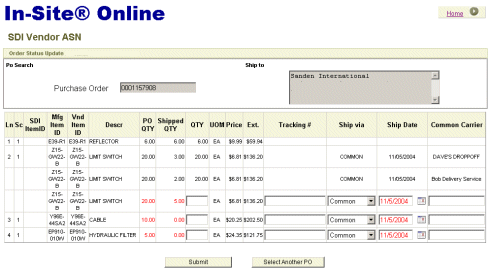 In-Site® Online
Home
SDI Vendor ASN
Order Status Update
Po Search
Ship to
Purchase Order 0001157908
Sanden International
Ln Sc SDI ItemID Mfg Item ID Vnd Item ID Descr PO QTY Shipped QTY QTY UOM Price Ext. Tracking # Ship via Ship Date Common Carrier
1 1 E39-R1 E39-R1 REFLECTOR 6.00 6.00 6.00 EA $9.99 $59.94
2 1 Z15-GW22-B Z15-GW22-B LIMIT SWITCH 20.00 3.00 20.00 EA $6.81 $136.20 COMMON 11/05/2004 DAVE'S DROPOFF
Z15-GW22-B Z15-GW22-B LIMIT SWITCH 20.00 2.00 20.00 EA $6.81 $136.20 COMMON 11/05/2004 Bob Delivery Service
Z15-GW22-B Z15-GW22-B LIMIT SWITCH 20.00 5.00 EA $6.81 $136.20 Common 11/5/2004
3 1 CABLE 10.00 0.00 EA $20.25 $202.50 Common 11/5/2004
4 1 EP910-010W EP910-010W HYDRAULIC FILTER 5.00 0.00 EA $24.35 $121.75 Common 11/5/2004
Submit
Select Another PO